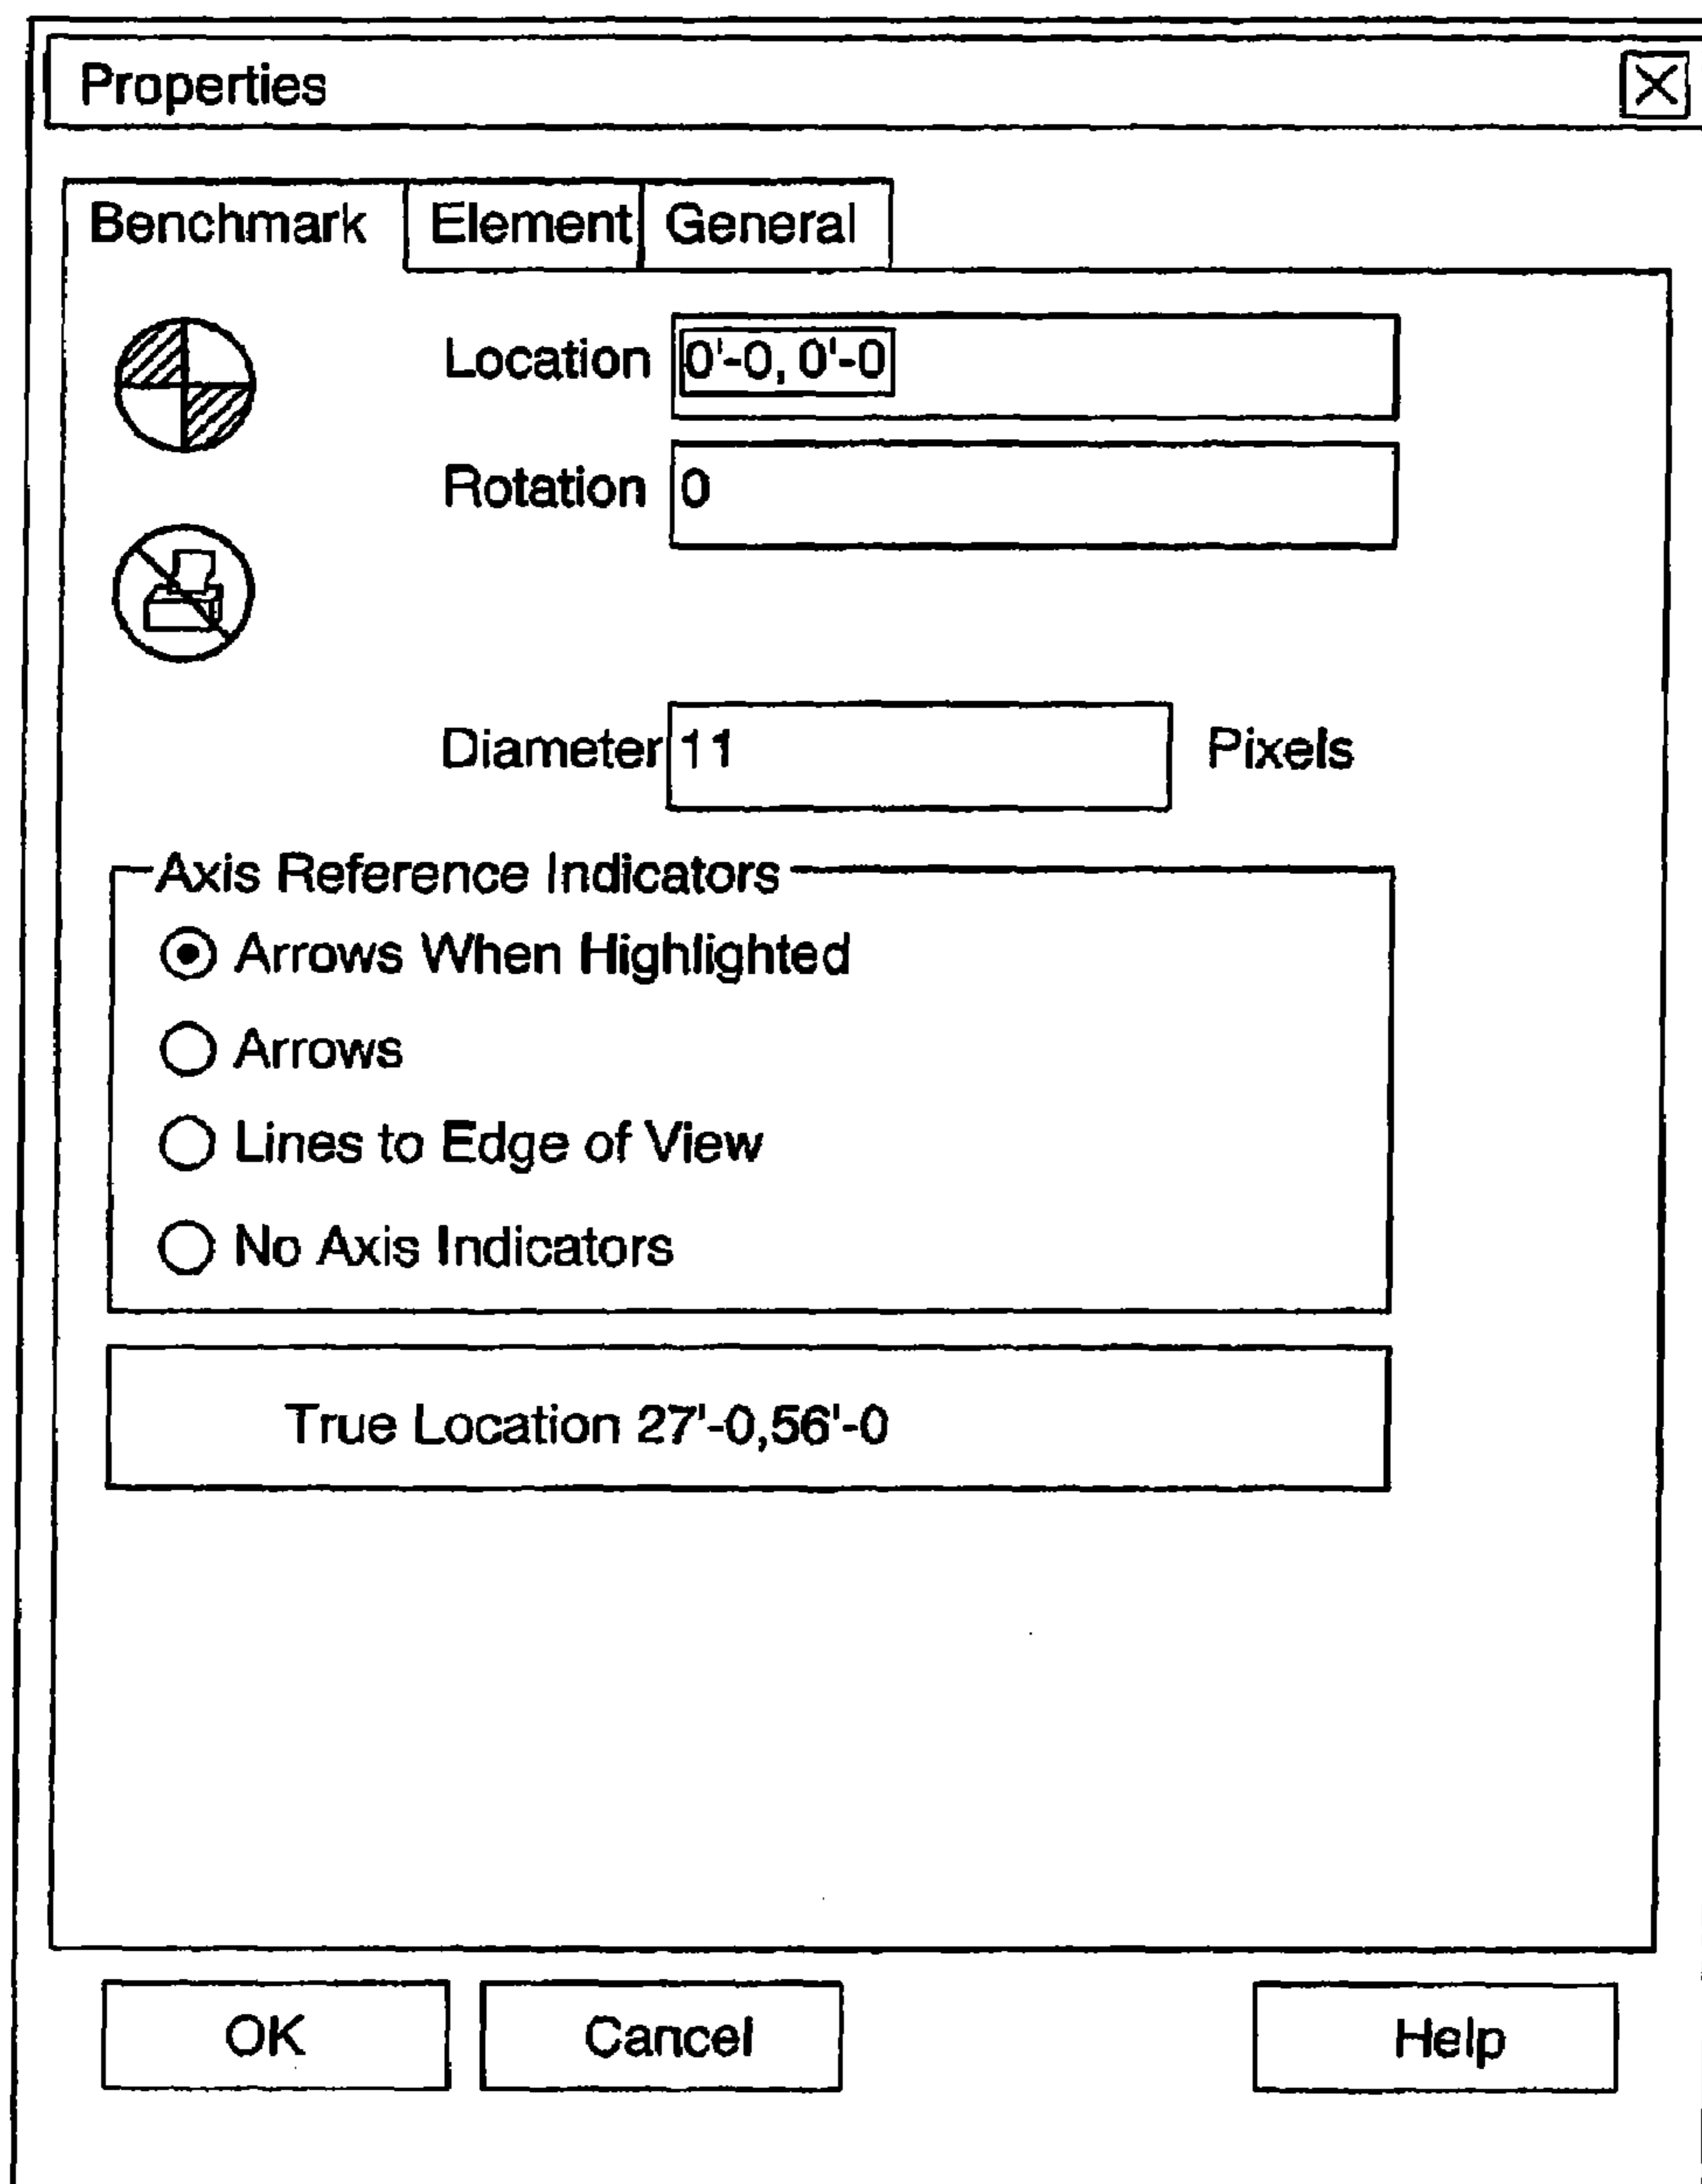 Properties
Benchmark Element General
Location 0'-0, 0'-0
Rotation 0
Diameter 11 Pixels
Axis Reference Indicators
Arrows When Highlighted
Arrows
Lines to Edge of View
No Axis Indicators
True Location 27'-0,56'-0
OK Cancel Help